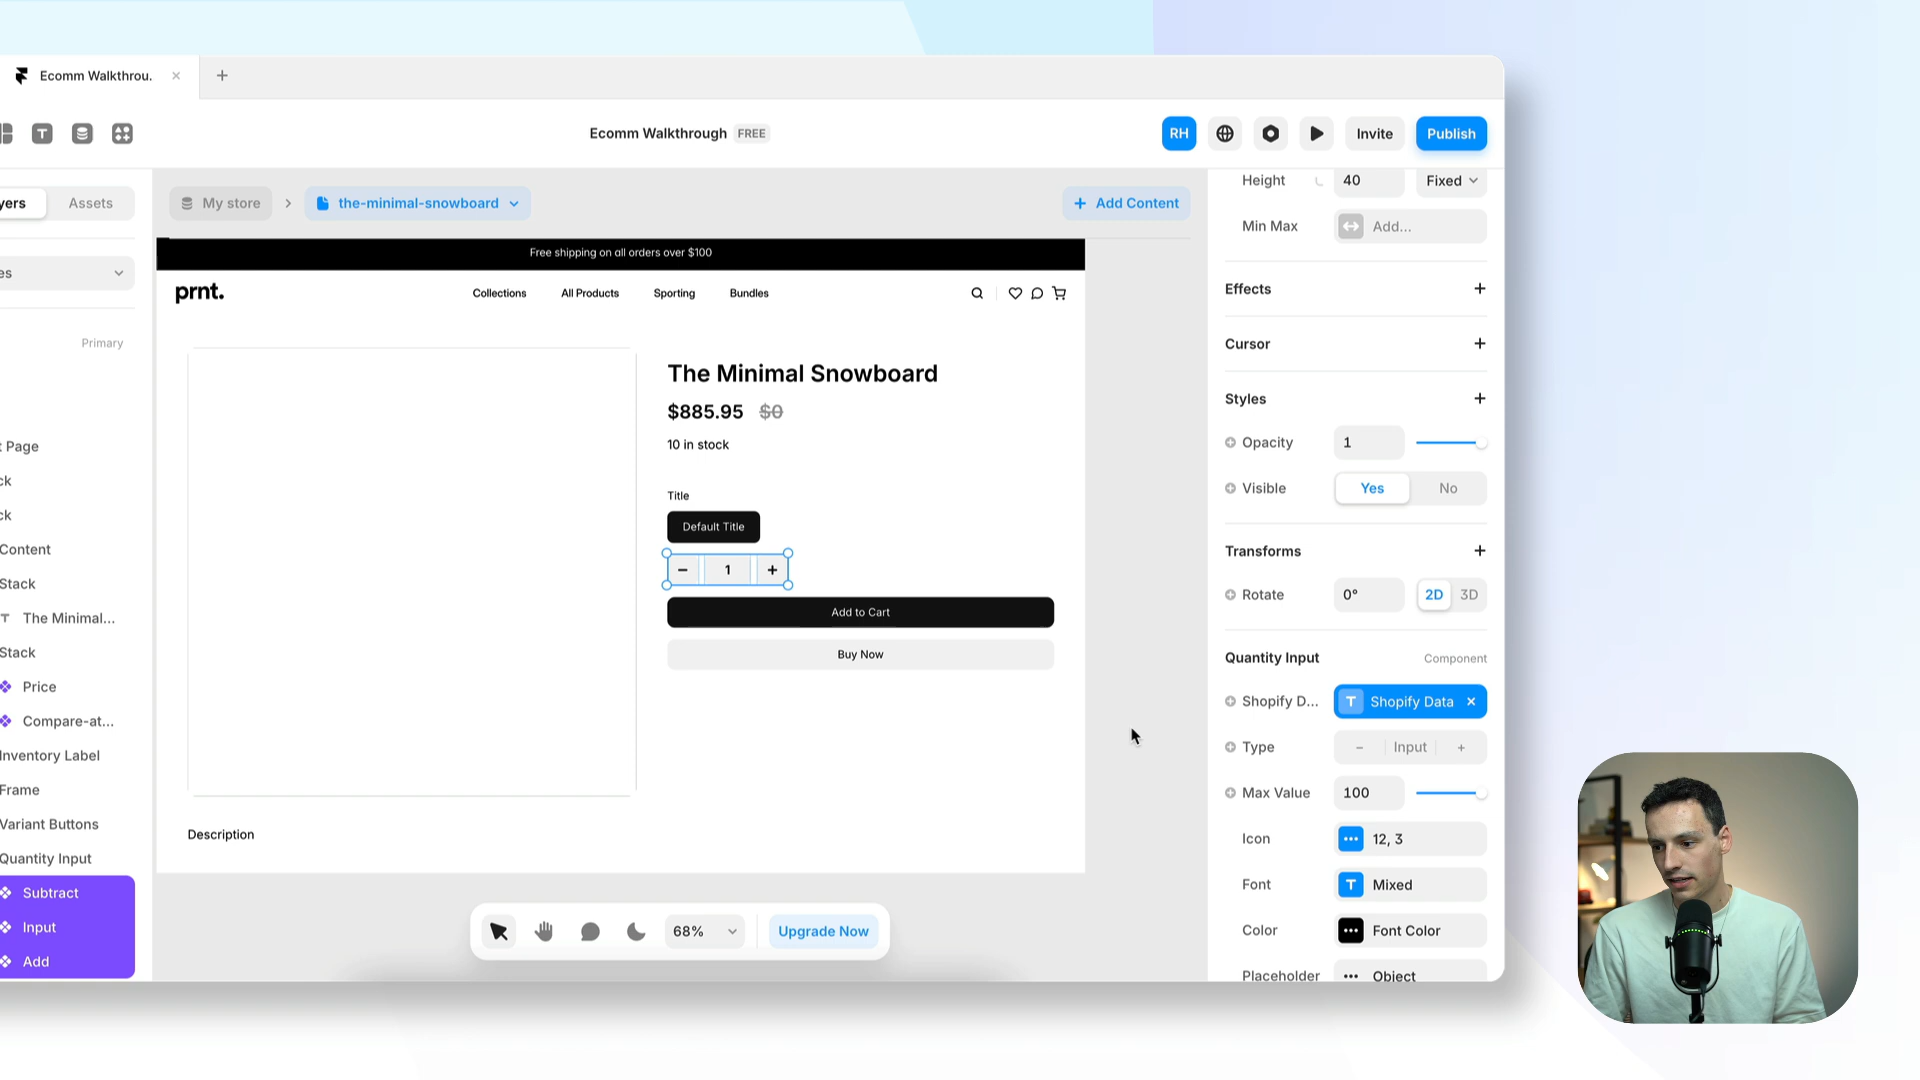 Ecomm Walkthrou.
Ecomm Walkthrough FREE
RH
Invite
Publish
yers
Assets
My store
the-minimal-snowboard
Add Content
es
Primary
t Page
ck
ck
Content
Stack
The Minimal...
Stack
Price
Compare-at...
Inventory Label
Frame
Variant Buttons
Quantity Input
Subtract
Input
Add
Free shipping on all orders over $100
prnt.
Collections
All Products
Sporting
Bundles
The Minimal Snowboard
$885.95 $0
10 in stock
Title
Default Title
− 1 +
Add to Cart
Buy Now
Description
68%
Upgrade Now
Height 40 Fixed
Min Max Add...
Effects
Cursor
Styles
Opacity 1
Visible Yes No
Transforms
Rotate 0° 2D 3D
Quantity Input Component
Shopify D... Shopify Data
Type − Input +
Max Value 100
Icon 12, 3
Font Mixed
Color Font Color
Placeholder Object